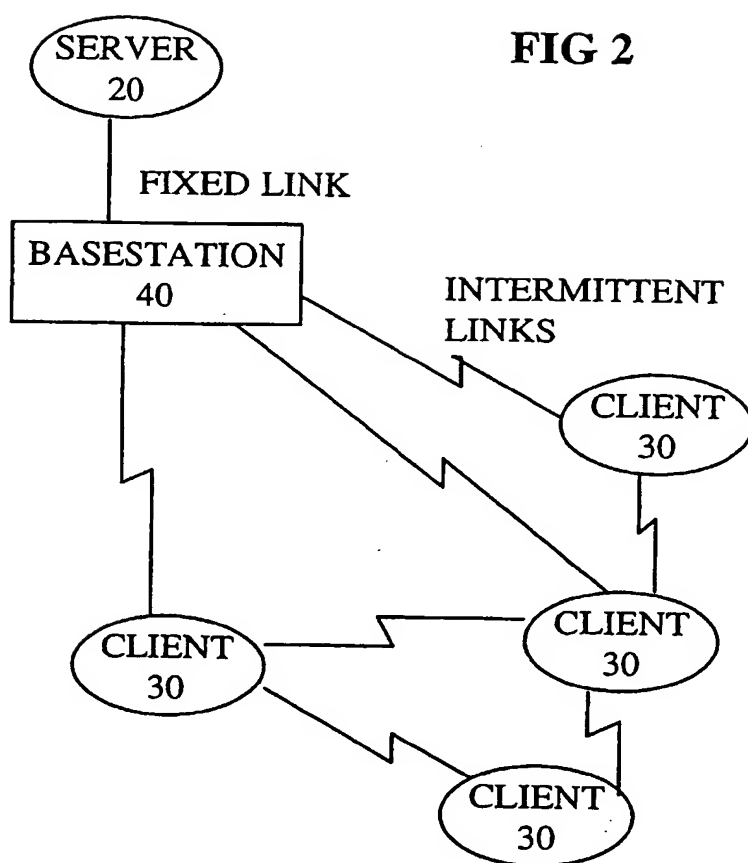 FIG 2
SERVER
20
FIXED LINK
BASESTATION
40
INTERMITTENT
LINKS
CLIENT
30
CLIENT
30
CLIENT
30
CLIENT
30